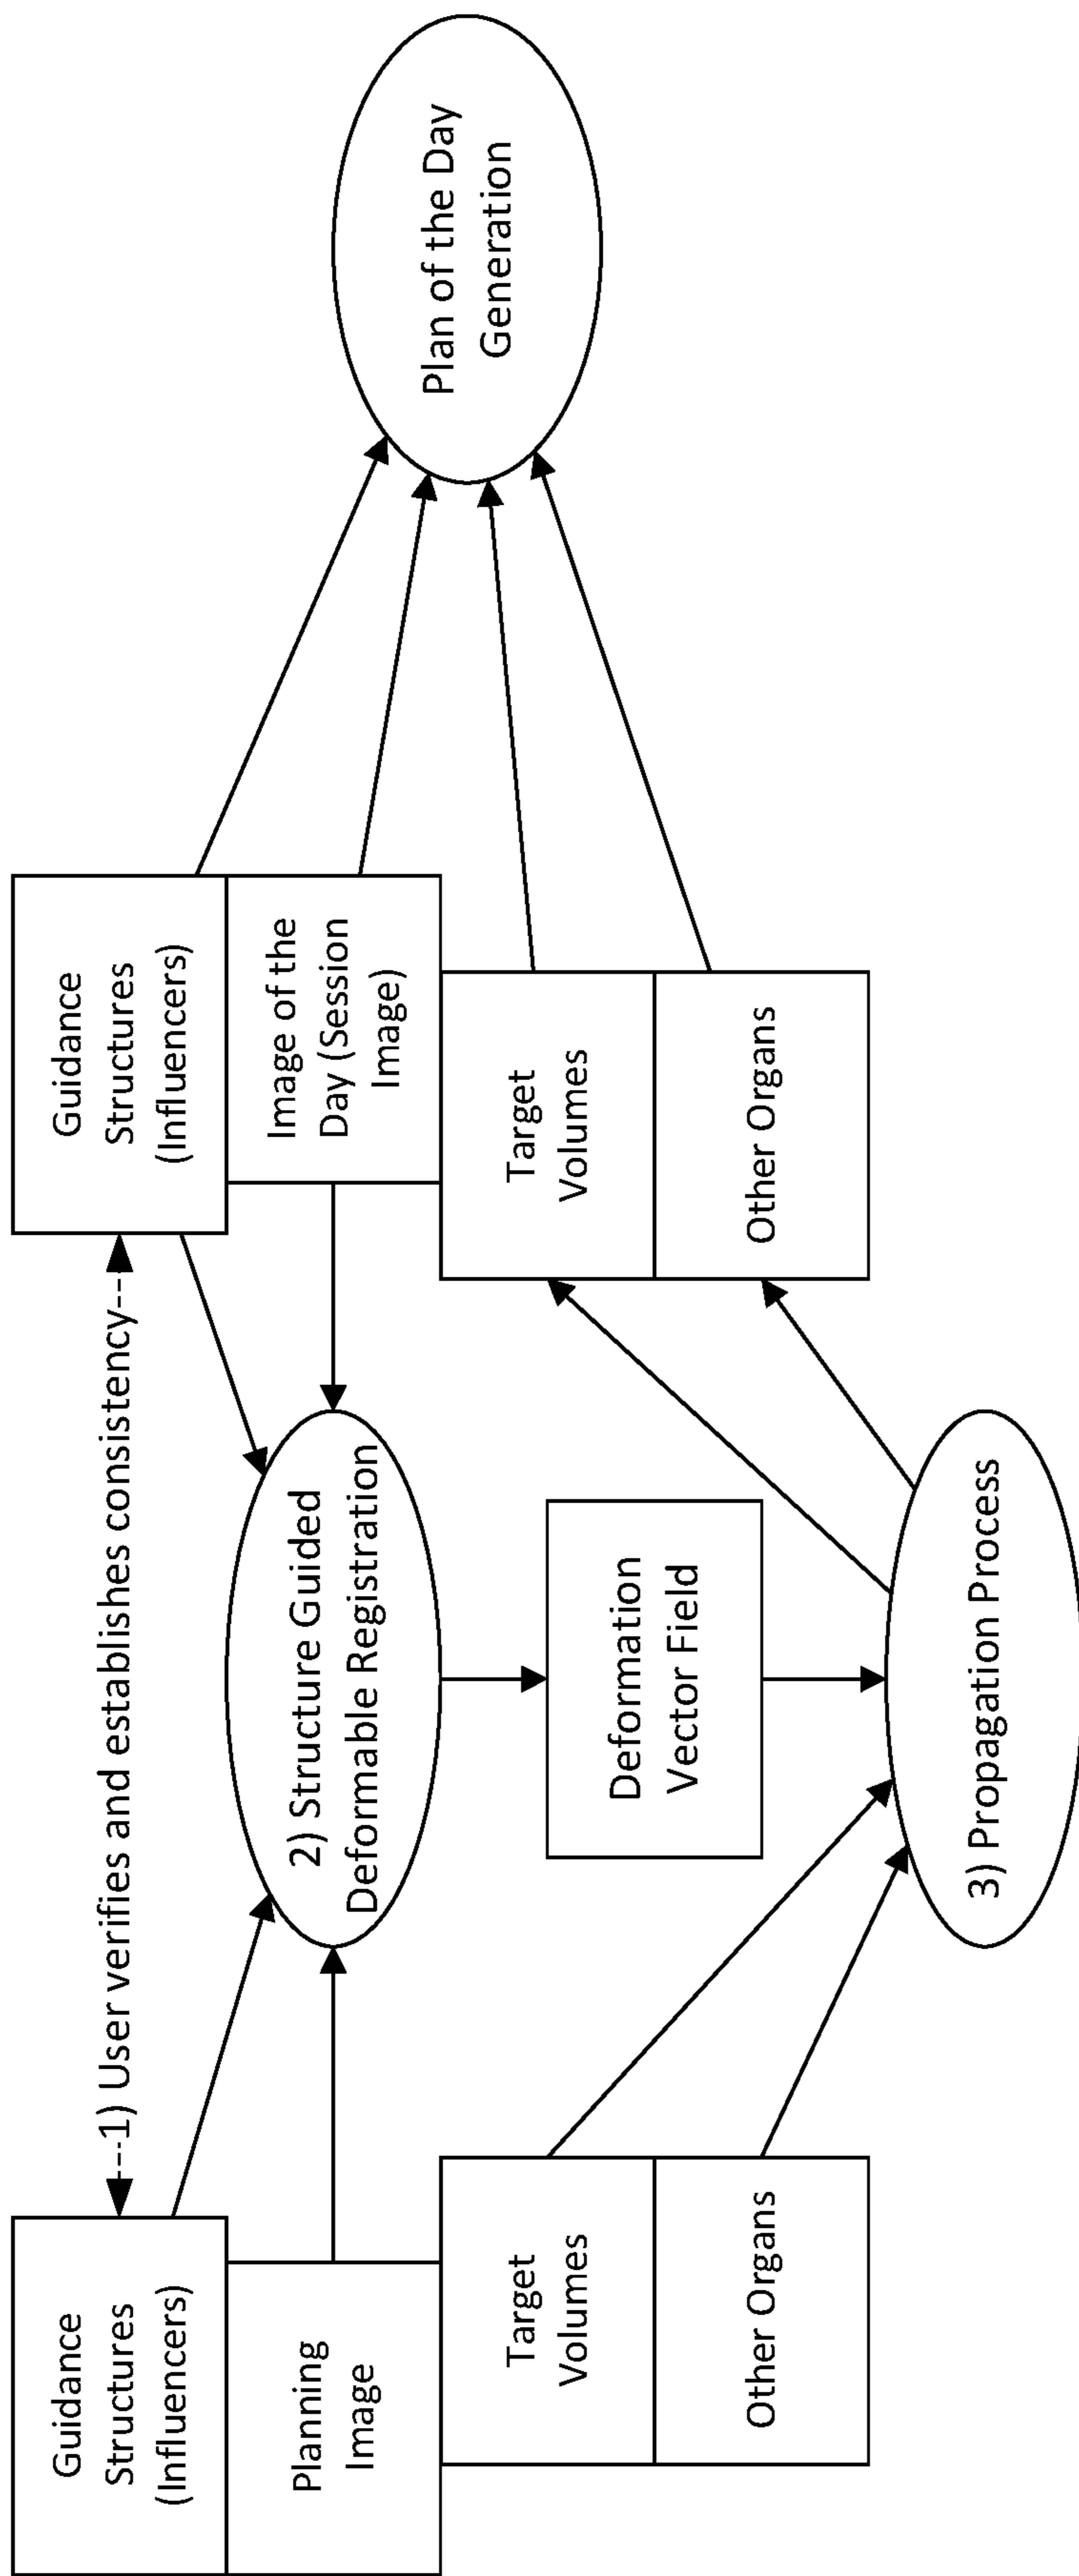 Guidance
Structures
(Influencers)
---1) User verifies and establishes consistency---
Guidance
Structures
(Influencers)
Planning
Image
2) Structure Guided
Deformable Registration
Image of the
Day (Session
Image)
Plan of the Day
Generation
Target
Volumes
Deformation
Vector Field
Target
Volumes
Other Organs
Other Organs
3) Propagation Process